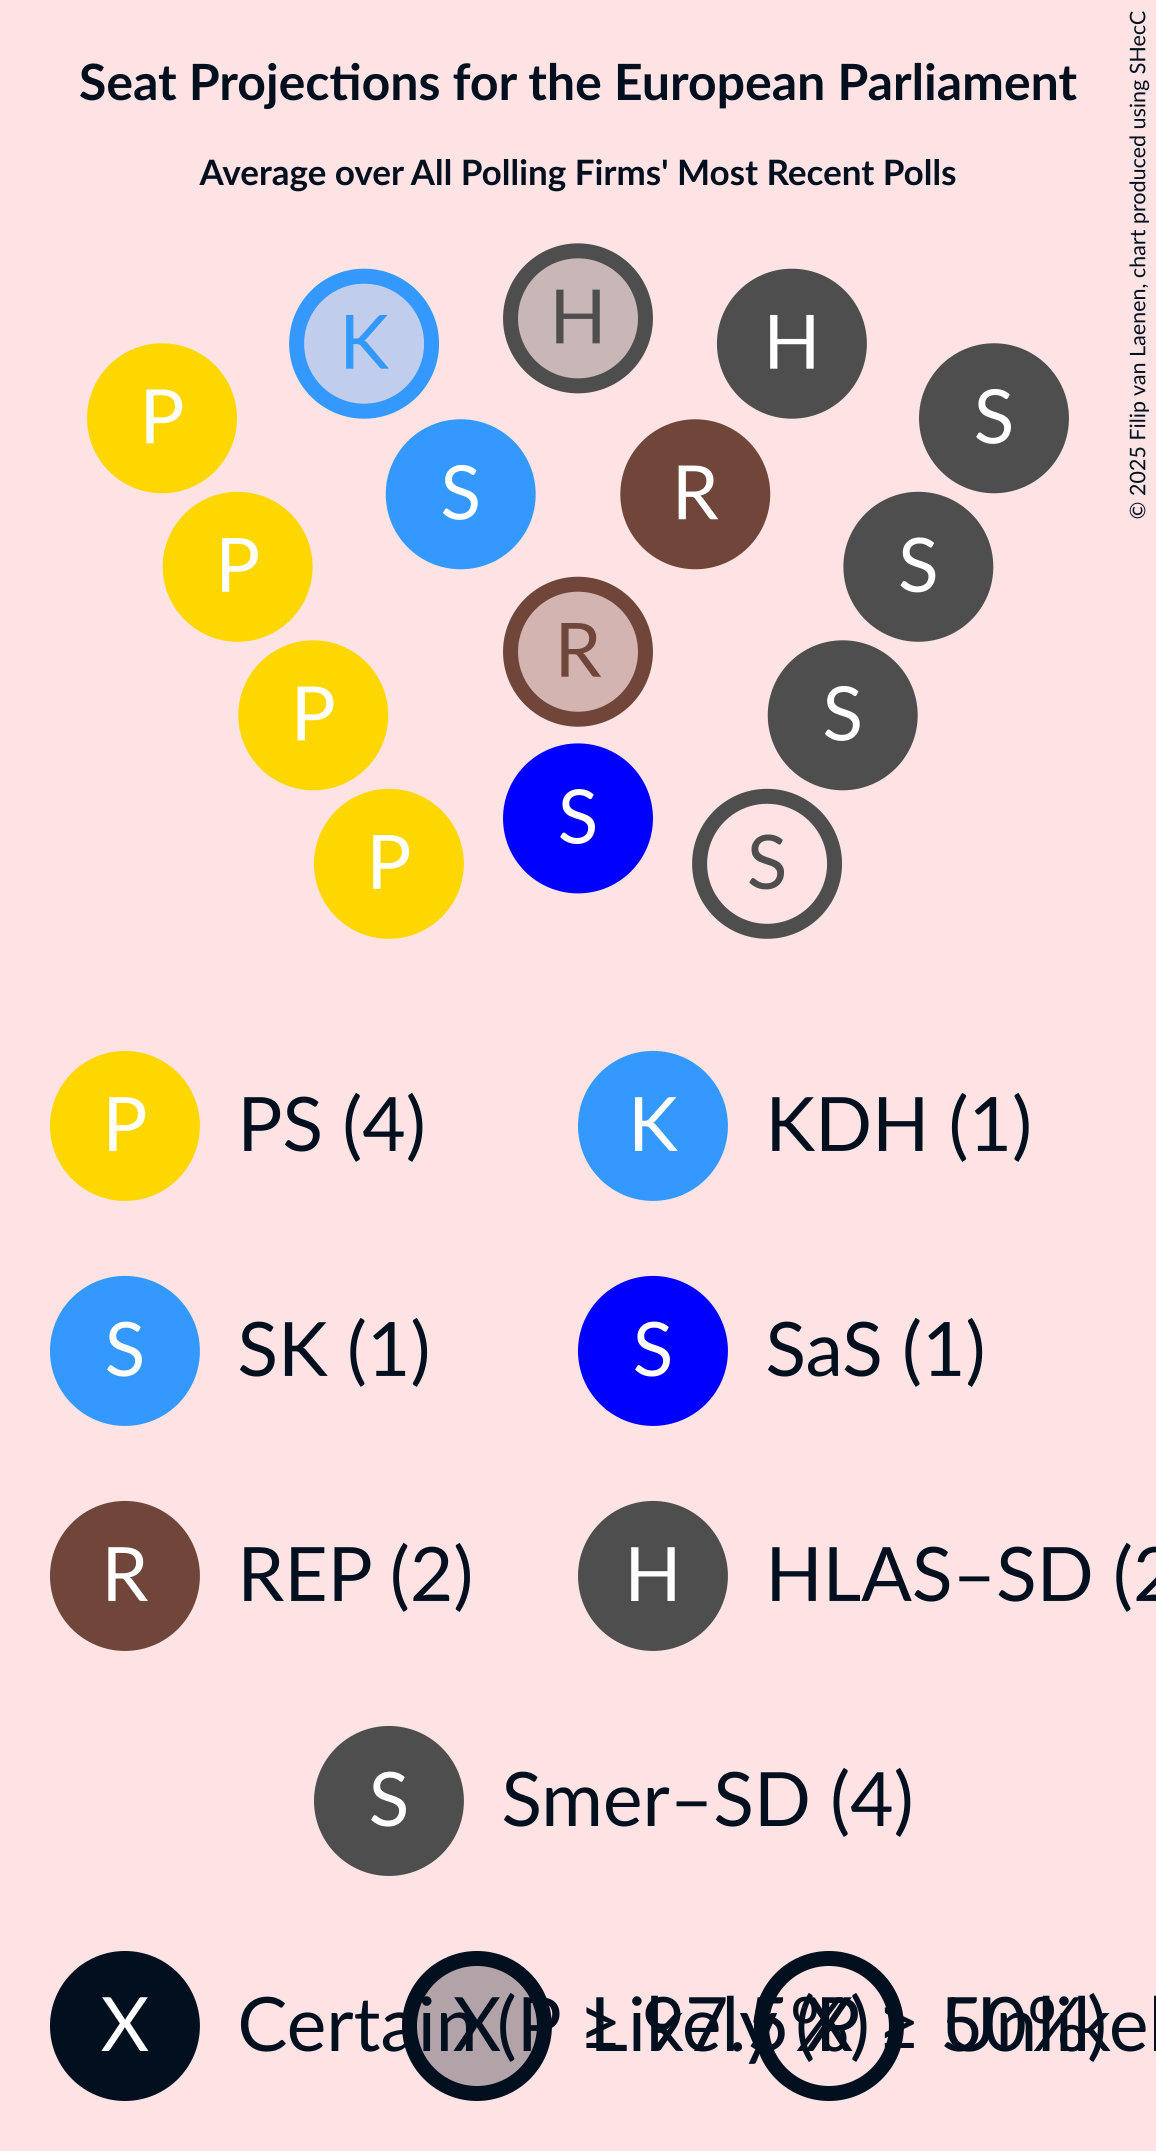 Seat Projections for the European Parliament
Average over All Polling Firms' Most Recent Polls
© 2025 Filip van Laenen, chart produced using SHecC
K H H
P S
S R
P S
R
P S
S
P S
P PS (4) K KDH (1)
S SK (1) S SaS (1)
R REP (2) H HLAS–SD (2
S Smer–SD (4)
X Certain (P ≥ 97.5%) X Likely (P ≥ 50%) X Unlikel